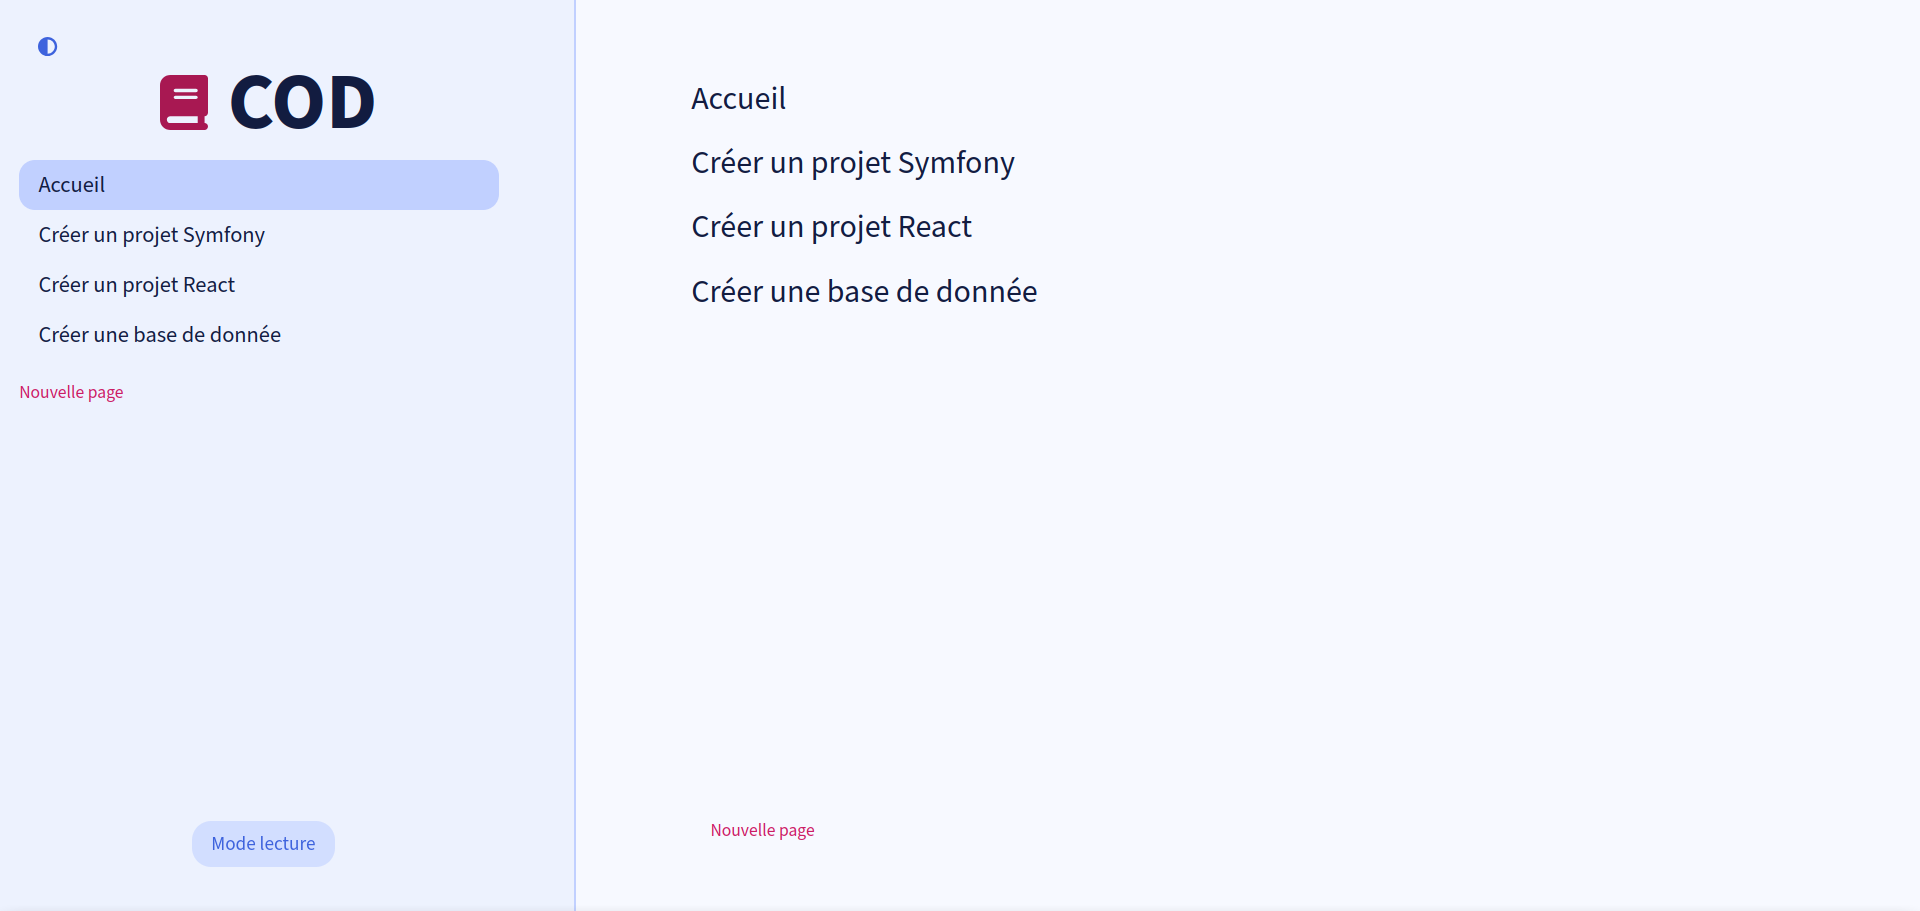 COD
Accueil
Créer un projet Symfony
Créer un projet React
Créer une base de donnée
Nouvelle page
Mode lecture
Accueil
Créer un projet Symfony
Créer un projet React
Créer une base de donnée
Nouvelle page